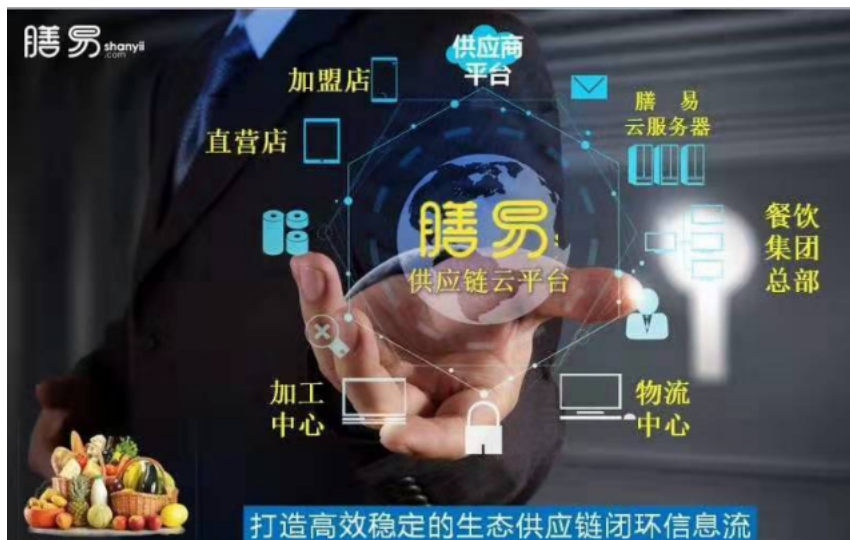 膳易 shanyii
.com
供应商
平台
加盟店
膳 易
云服务器
直营店
餐饮
集团
总部
膳易
供应链云平台
加工
中心
物流
中心
打造高效稳定的生态供应链闭环信息流